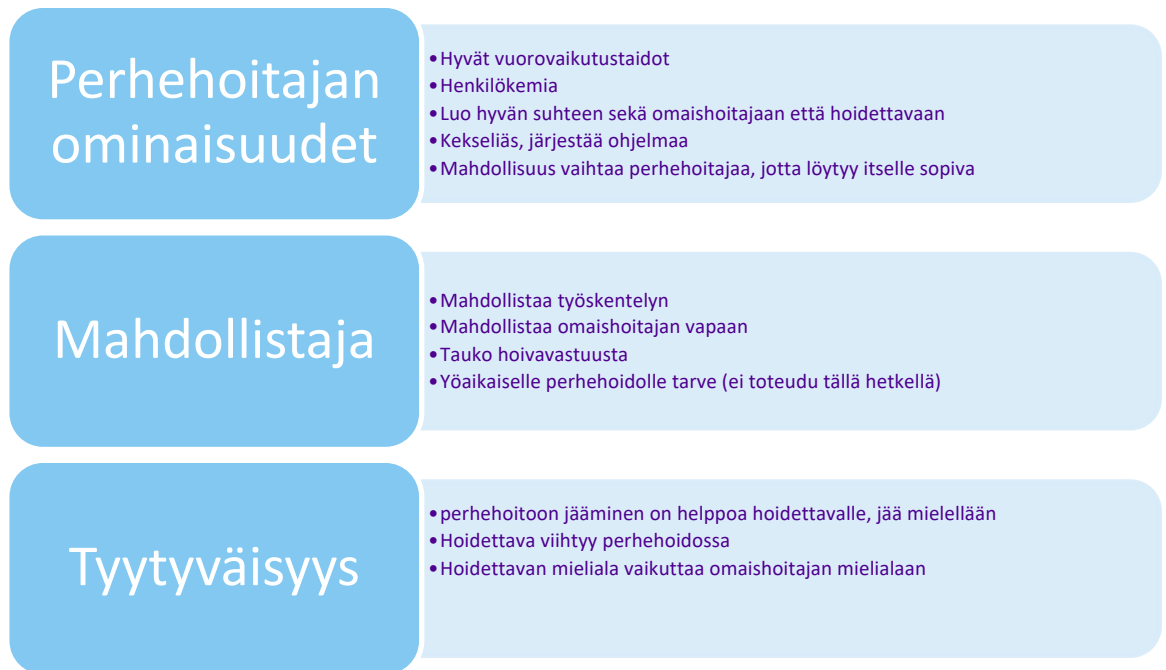 Perhehoitajan
ominaisuudet
•Hyvät vuorovaikutustaidot
•Henkilökemia
•Luo hyvän suhteen sekä omaishoitajaan että hoidettavaan
•Kekseliäs, järjestää ohjelmaa
•Mahdollisuus vaihtaa perhehoitajaa, jotta löytyy itselle sopiva
Mahdollistaja
•Mahdollistaa työskentelyn
•Mahdollistaa omaishoitajan vapaan
•Tauko hoivavastuusta
•Yöaikaiselle perhehoidolle tarve (ei toteudu tällä hetkellä)
Tyytyväisyys
•perhehoitoon jääminen on helppoa hoidettavalle, jää mielellään
•Hoidettava viihtyy perhehoidossa
•Hoidettavan mieliala vaikuttaa omaishoitajan mielialaan